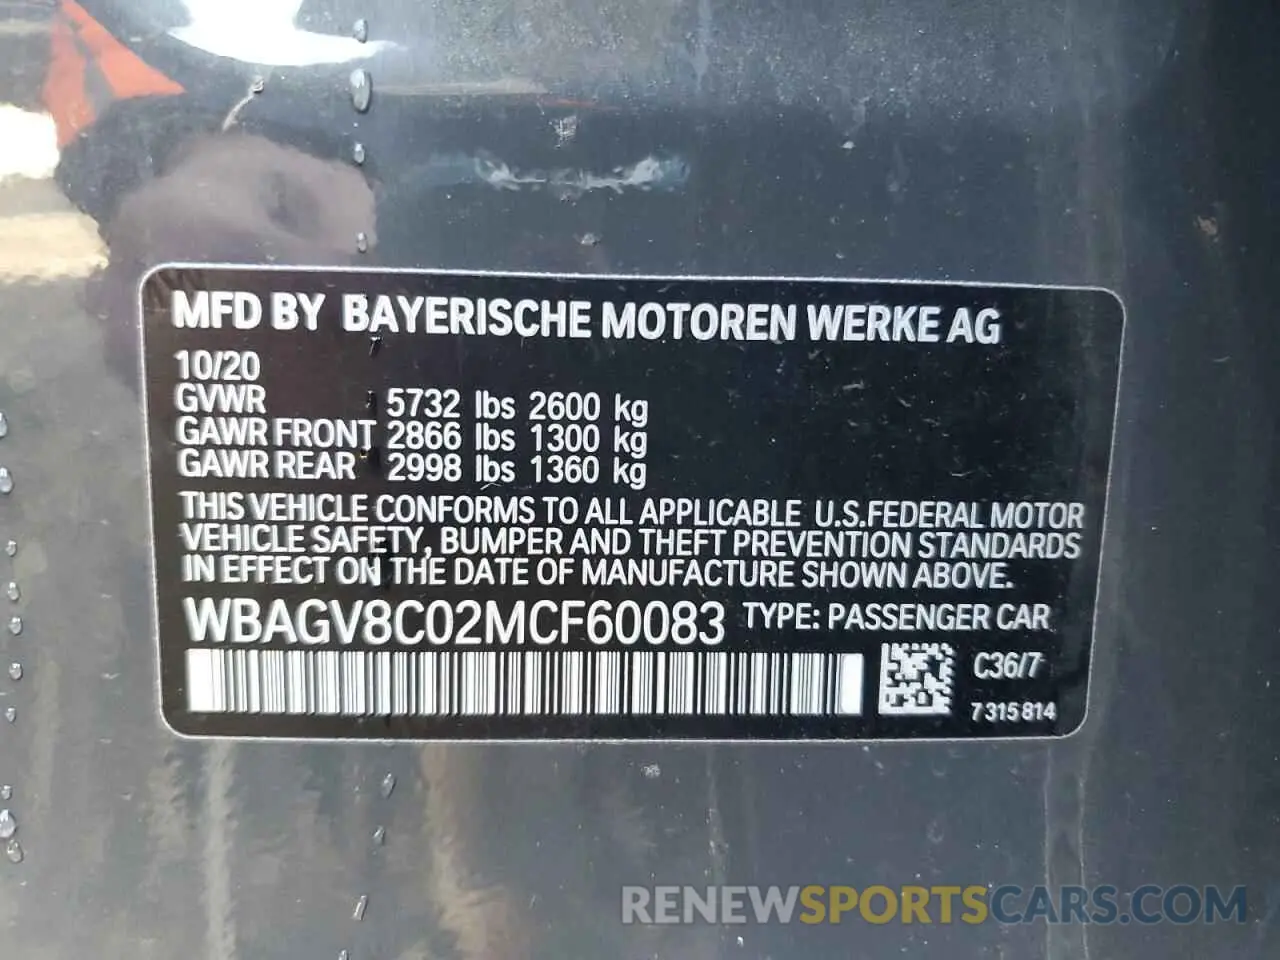 MFD BY BAYERISCHE MOTOREN WERKE AG
10/20
GVWR 5732 lbs 2600 kg
GAWR FRONT 2866 lbs 1300 kg
GAWR REAR 2998 lbs 1360 kg
THIS VEHICLE CONFORMS TO ALL APPLICABLE U.S.FEDERAL MOTOR
VEHICLE SAFETY, BUMPER AND THEFT PREVENTION STANDARDS
IN EFFECT ON THE DATE OF MANUFACTURE SHOWN ABOVE.
WBAGV8C02MCF60083 TYPE: PASSENGER CAR
C36/7
7315814
RENEWSPORTSCARS.COM